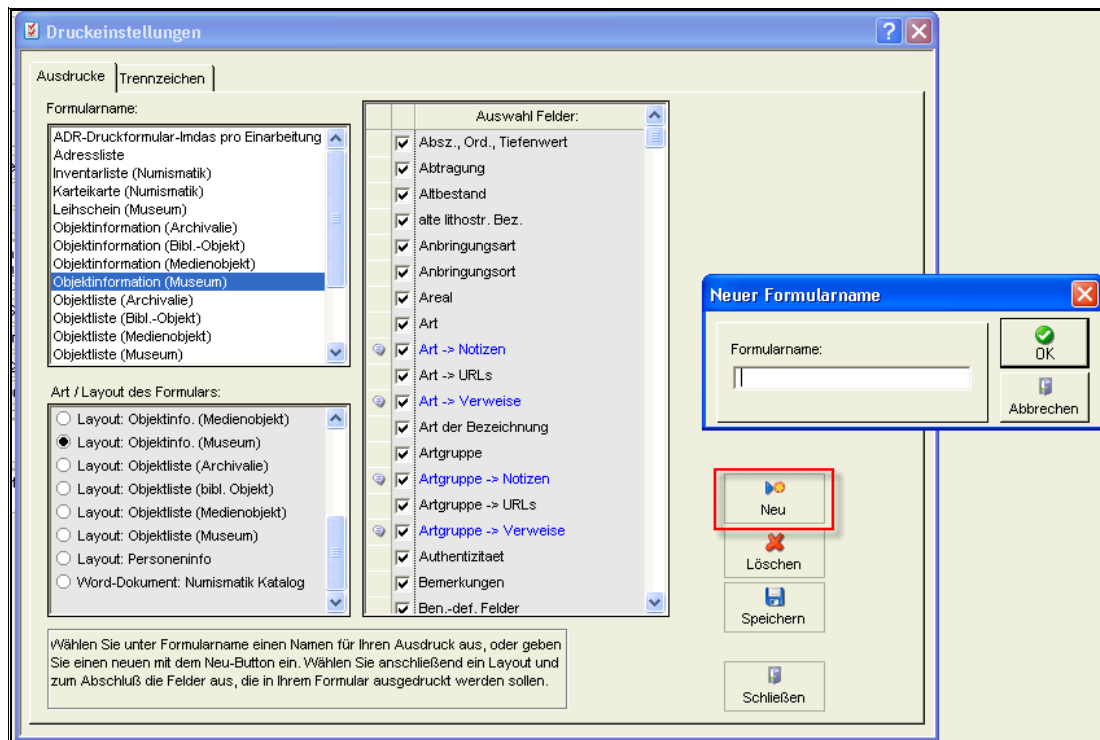 Druckeinstellungen
Ausdrucke
Trennzeichen
Formularname:
ADR-Druckformular-Imdas pro Einarbeitung
Adressliste
Inventarliste (Numismatik)
Karteikarte (Numismatik)
Leihschein (Museum)
Objektinformation (Archivalie)
Objektinformation (Bibl.-Objekt)
Objektinformation (Medienobjekt)
Objektinformation (Museum)
Objektliste (Archivalie)
Objektliste (Bibl.-Objekt)
Objektliste (Medienobjekt)
Objektliste (Museum)
Art / Layout des Formulars:
Layout: Objektinfo. (Medienobjekt)
Layout: Objektinfo. (Museum)
Layout: Objektliste (Archivalie)
Layout: Objektliste (bibl. Objekt)
Layout: Objektliste (Medienobjekt)
Layout: Objektliste (Museum)
Layout: Personeninfo
Word-Dokument: Numismatik Katalog
Auswahl Felder:
Absz., Ord., Tiefenwert
Abtragung
Altbestand
alte lithostr. Bez.
Anbringungsart
Anbringungsort
Areal
Art
Art -> Notizen
Art -> URLs
Art -> Verweise
Art der Bezeichnung
Artgruppe
Artgruppe -> Notizen
Artgruppe -> URLs
Artgruppe -> Verweise
Authentizitaet
Bemerkungen
Ben.-def. Felder
Neuer Formularname
Formularname:
OK
Abbrechen
Neu
Löschen
Speichern
Schließen
Wählen Sie unter Formularname einen Namen für Ihren Ausdruck aus, oder geben
Sie einen neuen mit dem Neu-Button ein. Wählen Sie anschließend ein Layout und
zum Abschluß die Felder aus, die in Ihrem Formular ausgedruckt werden sollen.